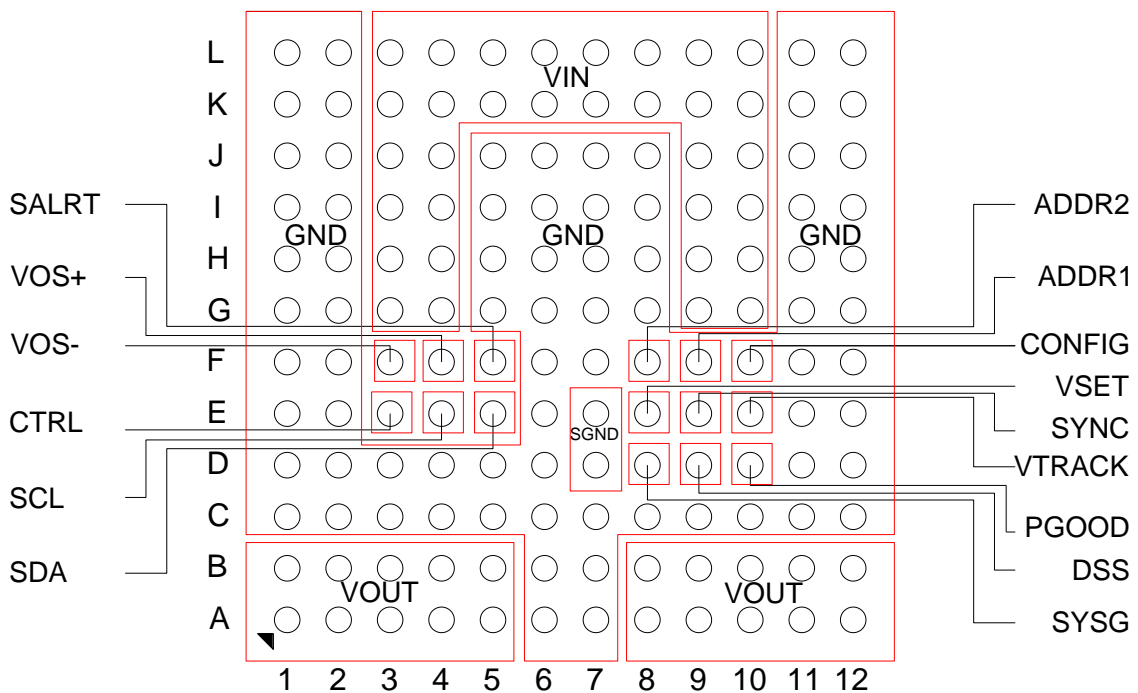 L
VIN
K
J
SALRT
I
ADDR2
GND
GND
GND
H
VOS+
ADDR1
G
VOS-
F
CONFIG
VSET
CTRL
E
SYNC
SGND
D
VTRACK
SCL
C
PGOOD
SDA
B
DSS
VOUT
VOUT
A
SYSG
1 2 3 4 5 6 7 8 9 10 11 12